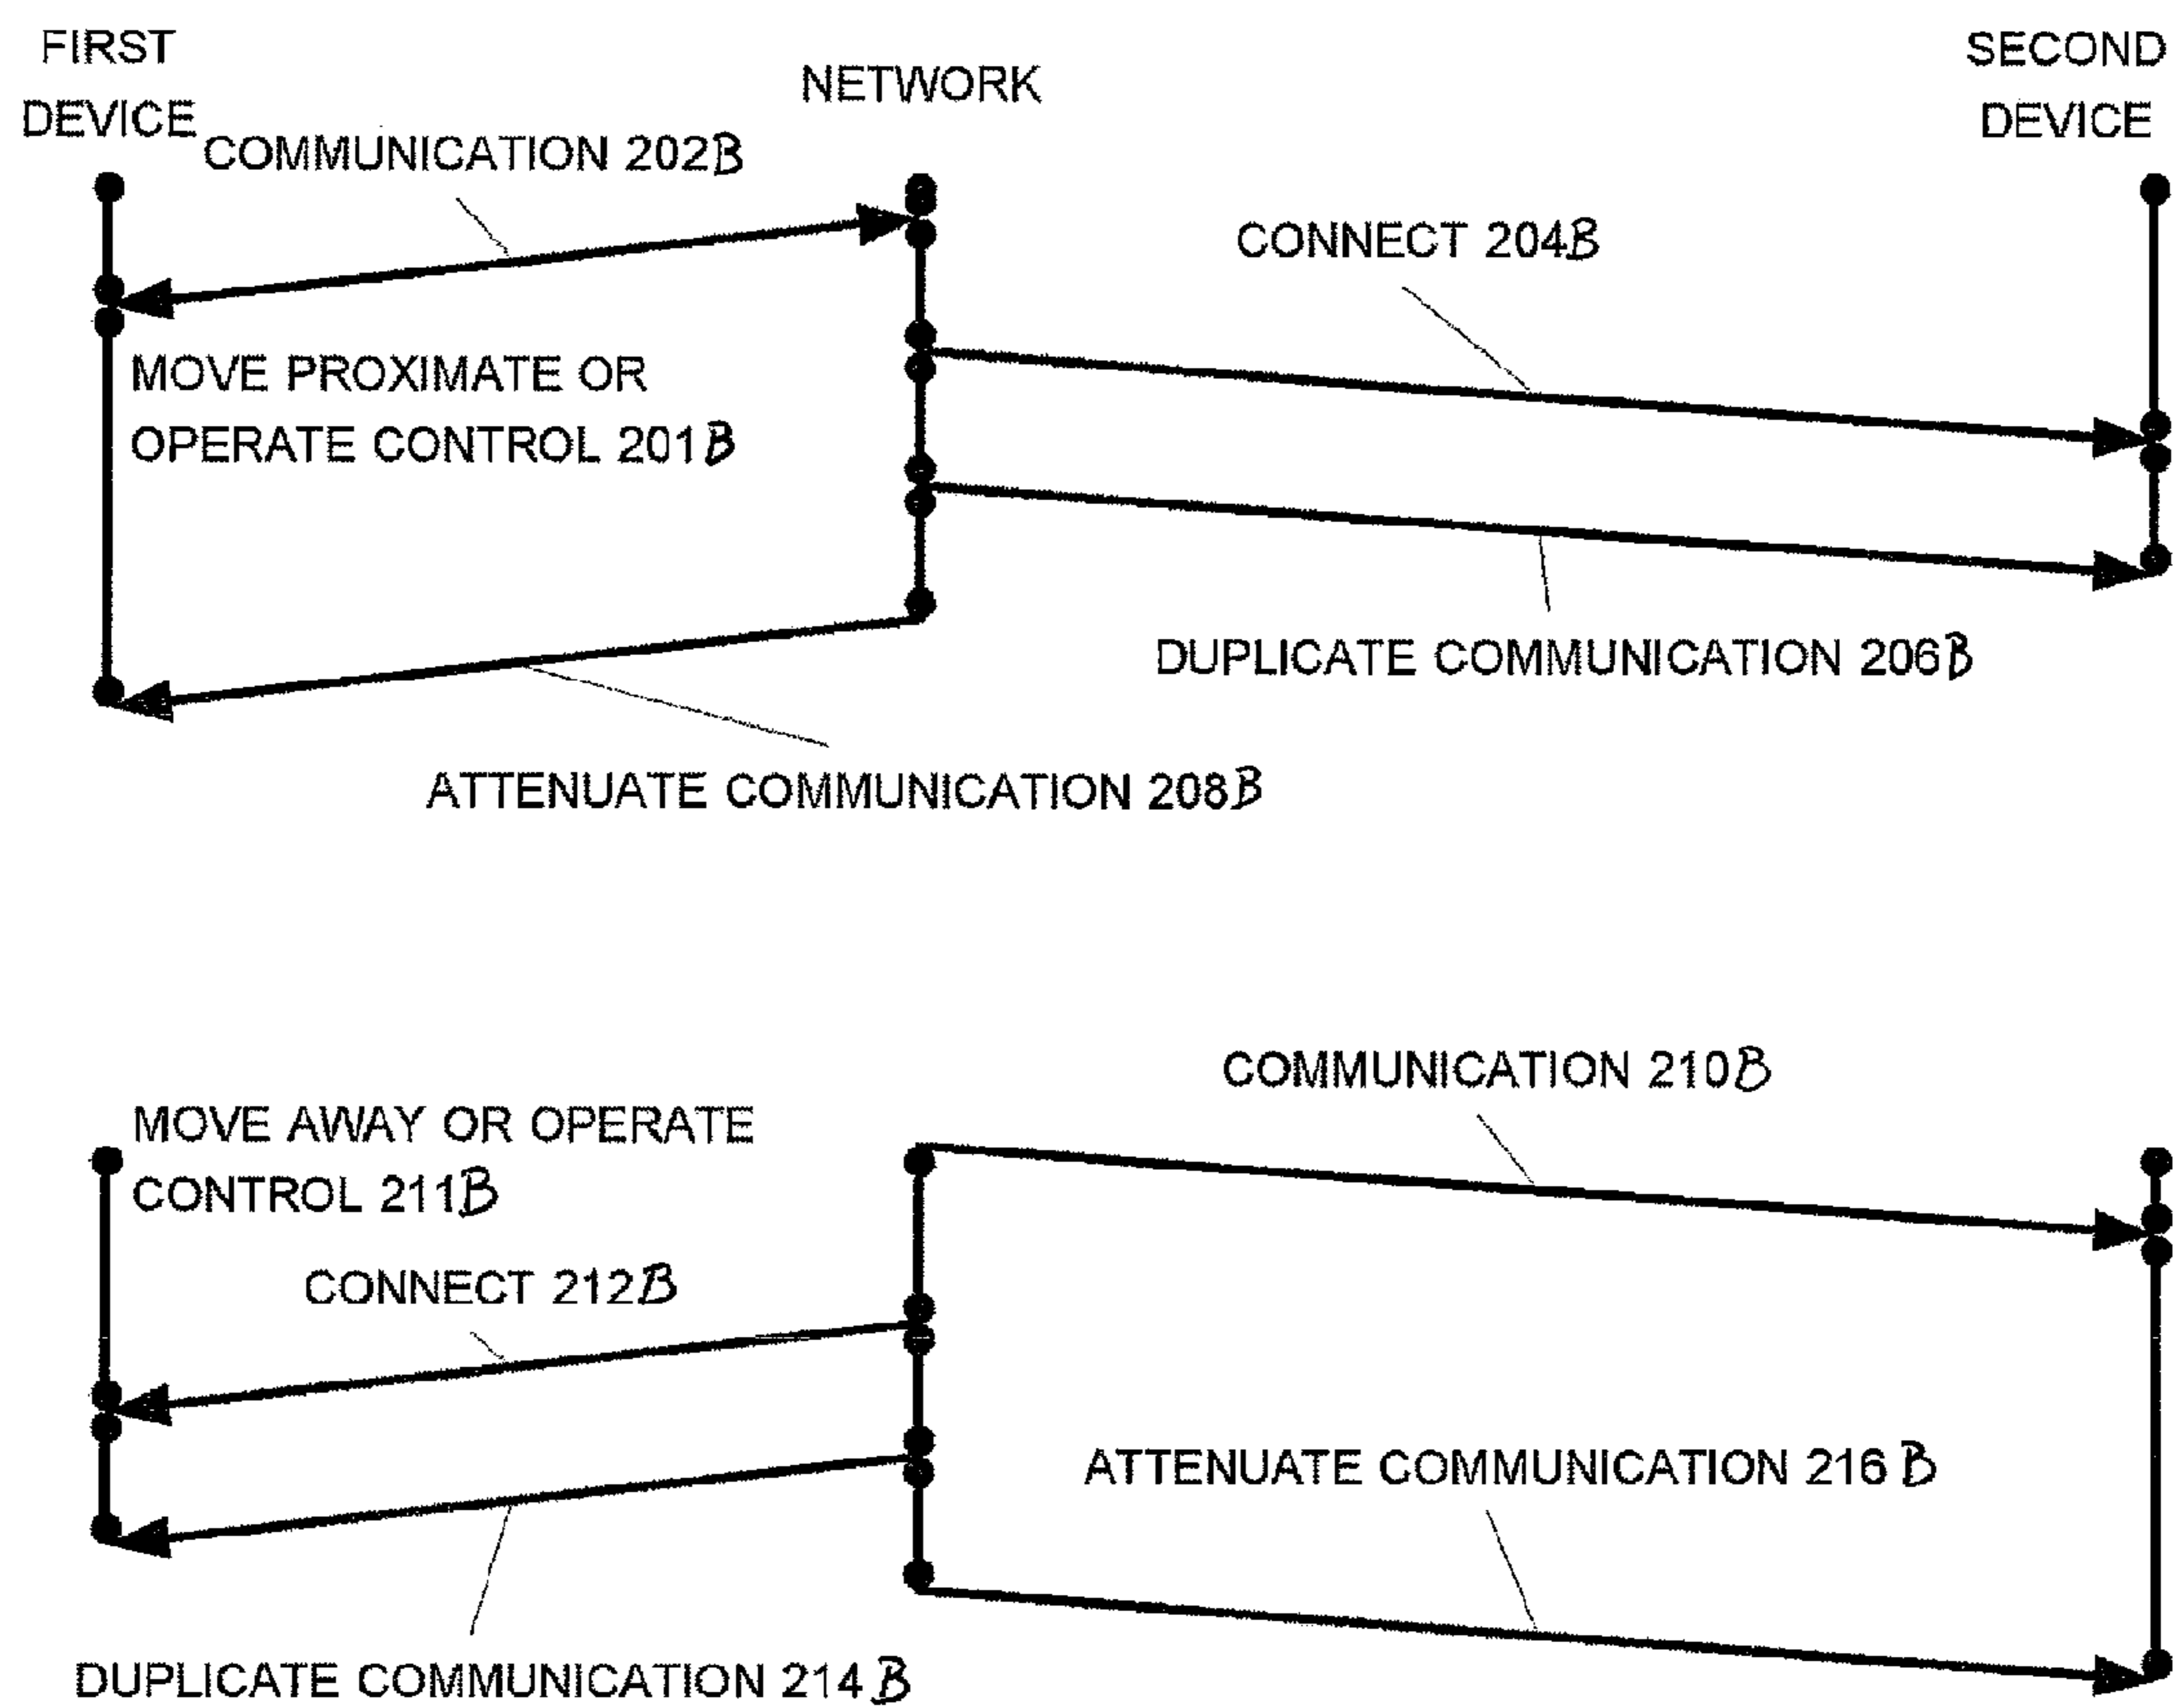 FIRST
DEVICE
NETWORK
SECOND
DEVICE
COMMUNICATION 202B
CONNECT 204B
MOVE PROXIMATE OR
OPERATE CONTROL 201B
DUPLICATE COMMUNICATION 206B
ATTENUATE COMMUNICATION 208B
COMMUNICATION 210B
MOVE AWAY OR OPERATE
CONTROL 211B
CONNECT 212B
ATTENUATE COMMUNICATION 216B
DUPLICATE COMMUNICATION 214B